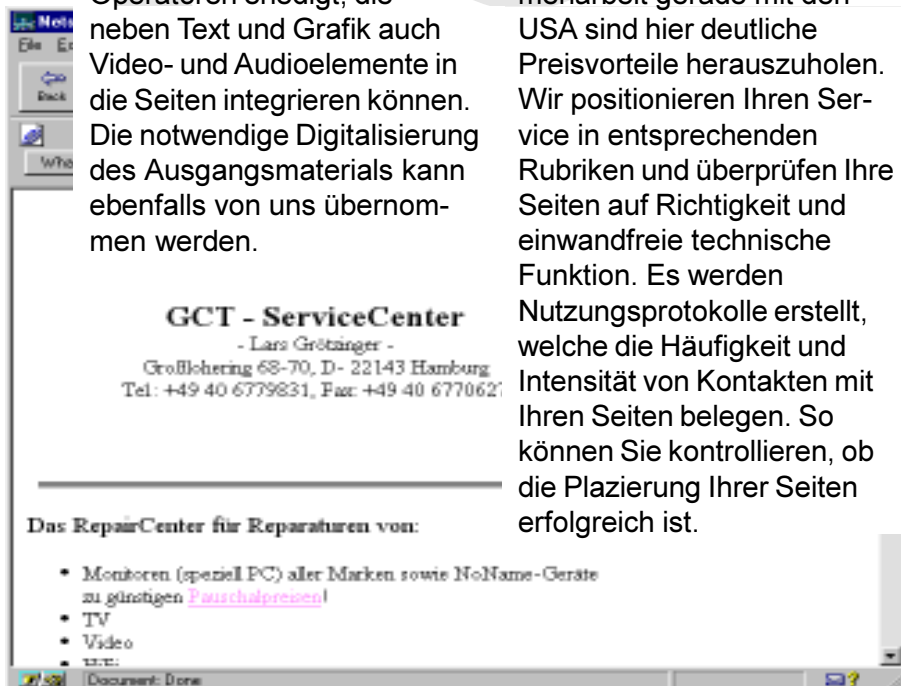 neben Text und Grafik auch
Video- und Audioelemente in
die Seiten integrieren können.
Die notwendige Digitalisierung
des Ausgangsmaterials kann
ebenfalls von uns übernom-
men werden.
USA sind hier deutliche
Preisvorteile herauszuholen.
Wir positionieren Ihren Ser-
vice in entsprechenden
Rubriken und überprüfen Ihre
Seiten auf Richtigkeit und
einwandfreie technische
Funktion. Es werden
Nutzungsprotokolle erstellt,
welche die Häufigkeit und
Intensität von Kontakten mit
Ihren Seiten belegen. So
können Sie kontrollieren, ob
die Plazierung Ihrer Seiten
erfolgreich ist.
File
Back
GCT - ServiceCenter
- Lars Grötzinger -
Großlohering 68-70, D- 22143 Hamburg
Tel: +49 40 6779831, Fax: +49 40 677062
Das RepairCenter für Reparaturen von:
• Monitoren (speziell PC) aller Marken sowie NoName-Geräte
zu günstigen Pauschalpreisen!
• TV
• Video
Document: Done